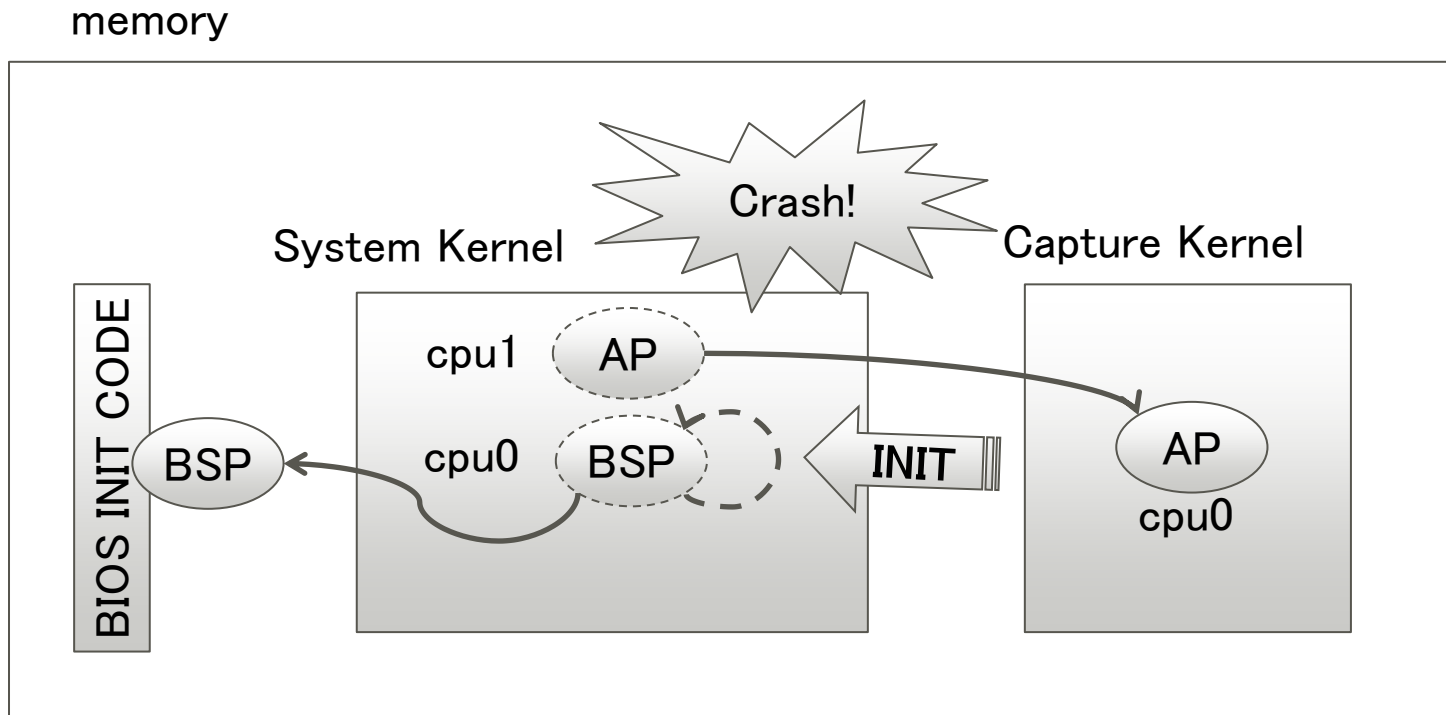 memory
Crash!
System Kernel
Capture Kernel
BIOS INIT CODE
cpu1
AP
cpu0
BSP
BSP
INIT
AP
cpu0